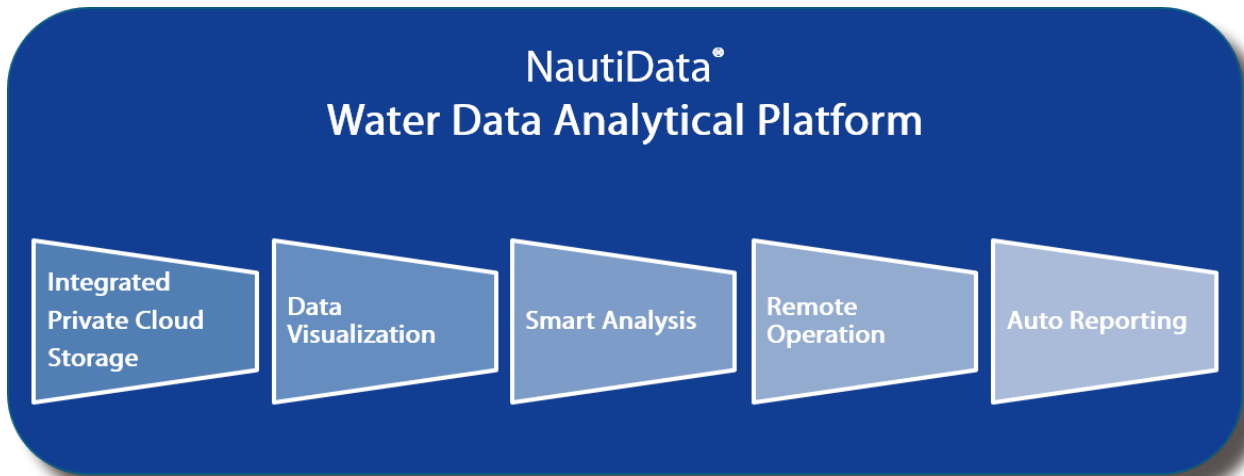 NautiData®
Water Data Analytical Platform
Integrated
Private Cloud
Storage
Data
Visualization
Smart Analysis
Remote
Operation
Auto Reporting